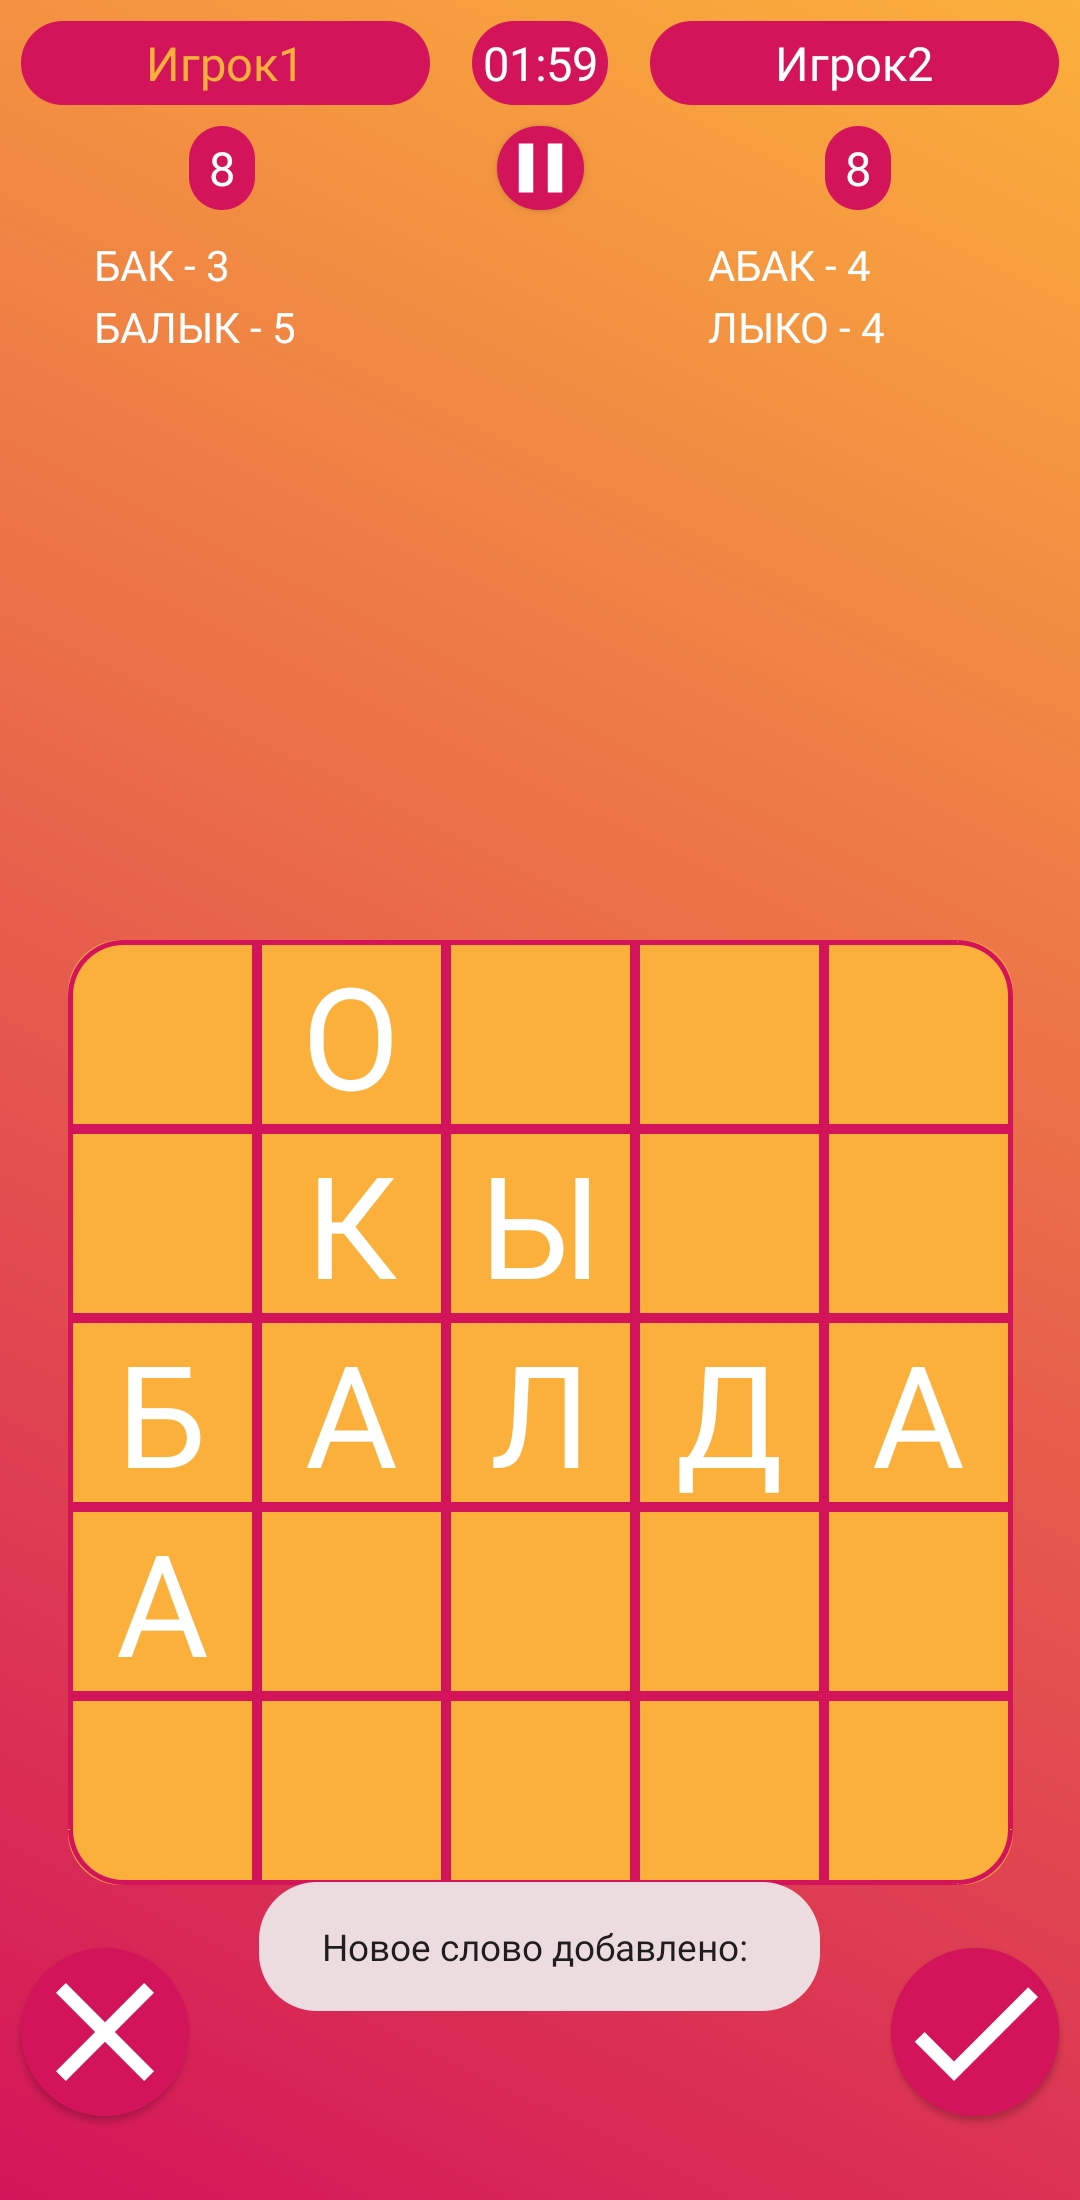 Игрок1 01:59 Игрок2
8 8
БАК - 3 АБАК - 4
БАЛЫК - 5 ЛЫКО - 4
О
К Ы
Б А Л Д А
А
Новое слово добавлено: